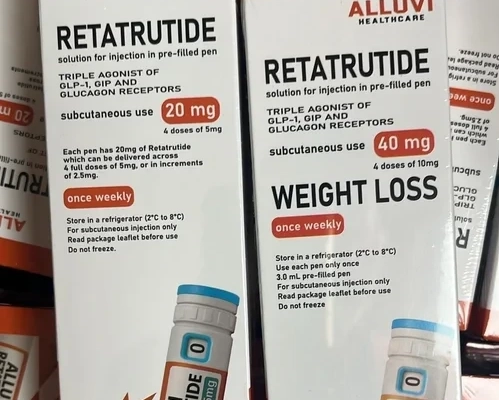 RETATRUTIDE
solution for injection in pre-filled pen
TRIPLE AGONIST OF
GLP-1, GIP AND
GLUCAGON RECEPTORS
subcutaneous use 20 mg
4 doses of 5mg
Each pen has 20mg of Retatrutide
which can be delivered across
4 full doses of 5mg, or in increments
of 2.5mg.
once weekly
Store in a refrigerator (2°C to 8°C)
For subcutaneous injection only
Read package leaflet before use
Do not freeze.
0
ALLUVI
HEALTHCARE
RETATRUTIDE
solution for injection in pre-filled pen
TRIPLE AGONIST OF
GLP-1, GIP AND
GLUCAGON RECEPTORS
subcutaneous use 40 mg
4 doses of 10mg
WEIGHT LOSS
once weekly
Store in a refrigerator (2°C to 8°C)
Use each pen only once
3.0 mL pre-filled pen
For subcutaneous injection only
Read package leaflet before use
Do not freeze
0